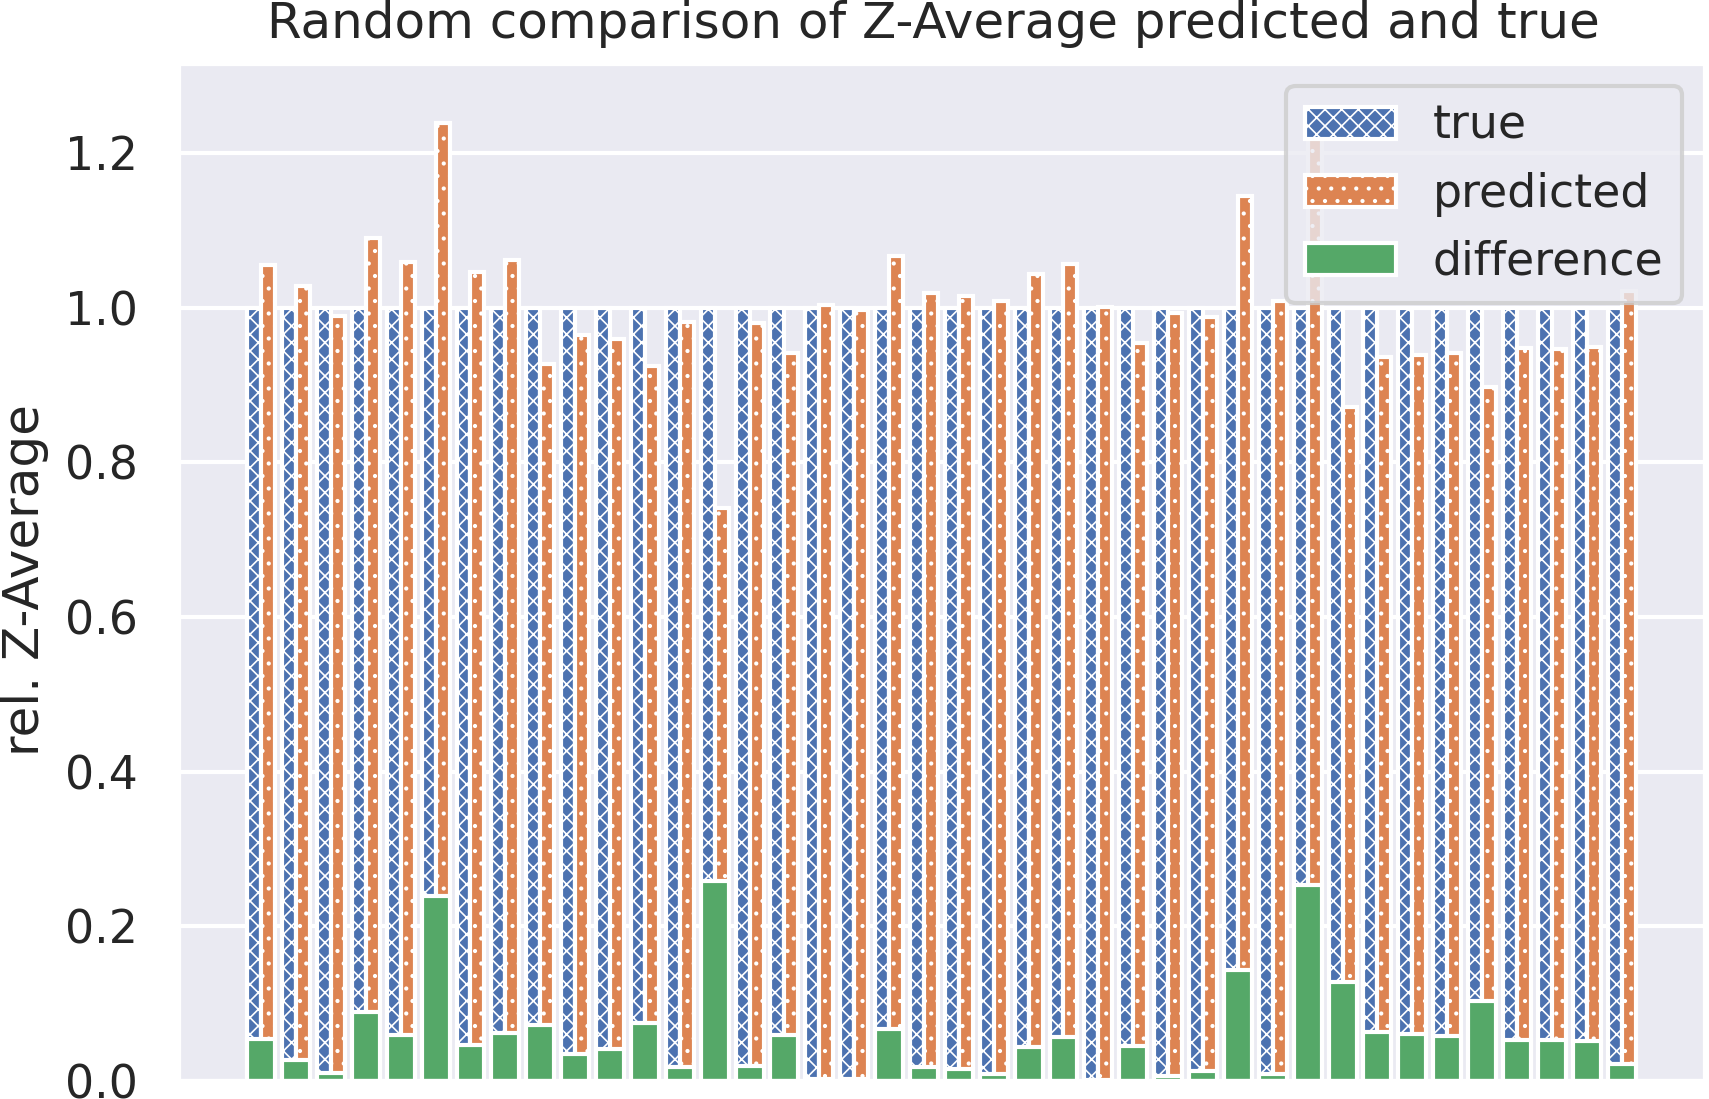 Random comparison of Z-Average predicted and true
true
predicted
difference
1.2
1.0
0.8
0.6
0.4
0.2
0.0
rel. Z-Average